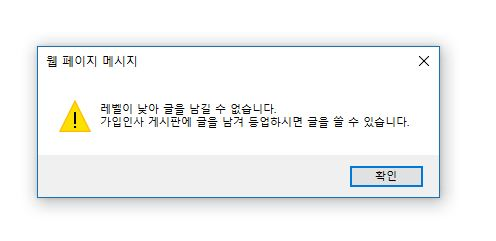 웹 페이지 메시지
레벨이 낮아 글을 남길 수 없습니다.
가입인사 게시판에 글을 남겨 등업하시면 글을 쓸 수 있습니다.
확인